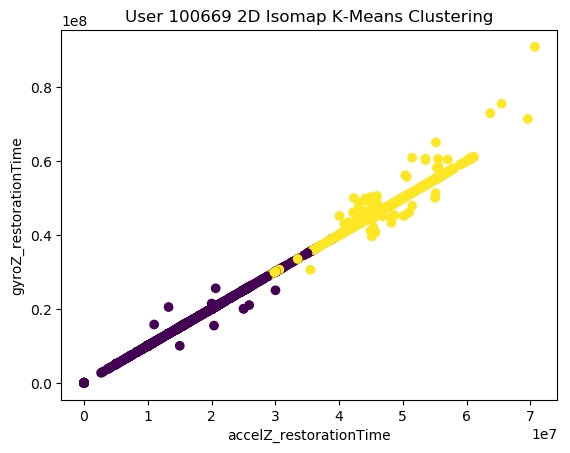 User 100669 2D Isomap K-Means Clustering
1e8
0.8
0.6
0.4
0.2
0.0
gyroZ_restorationTime
0 1 2 3 4 5 6 7
1e7
accelZ_restorationTime